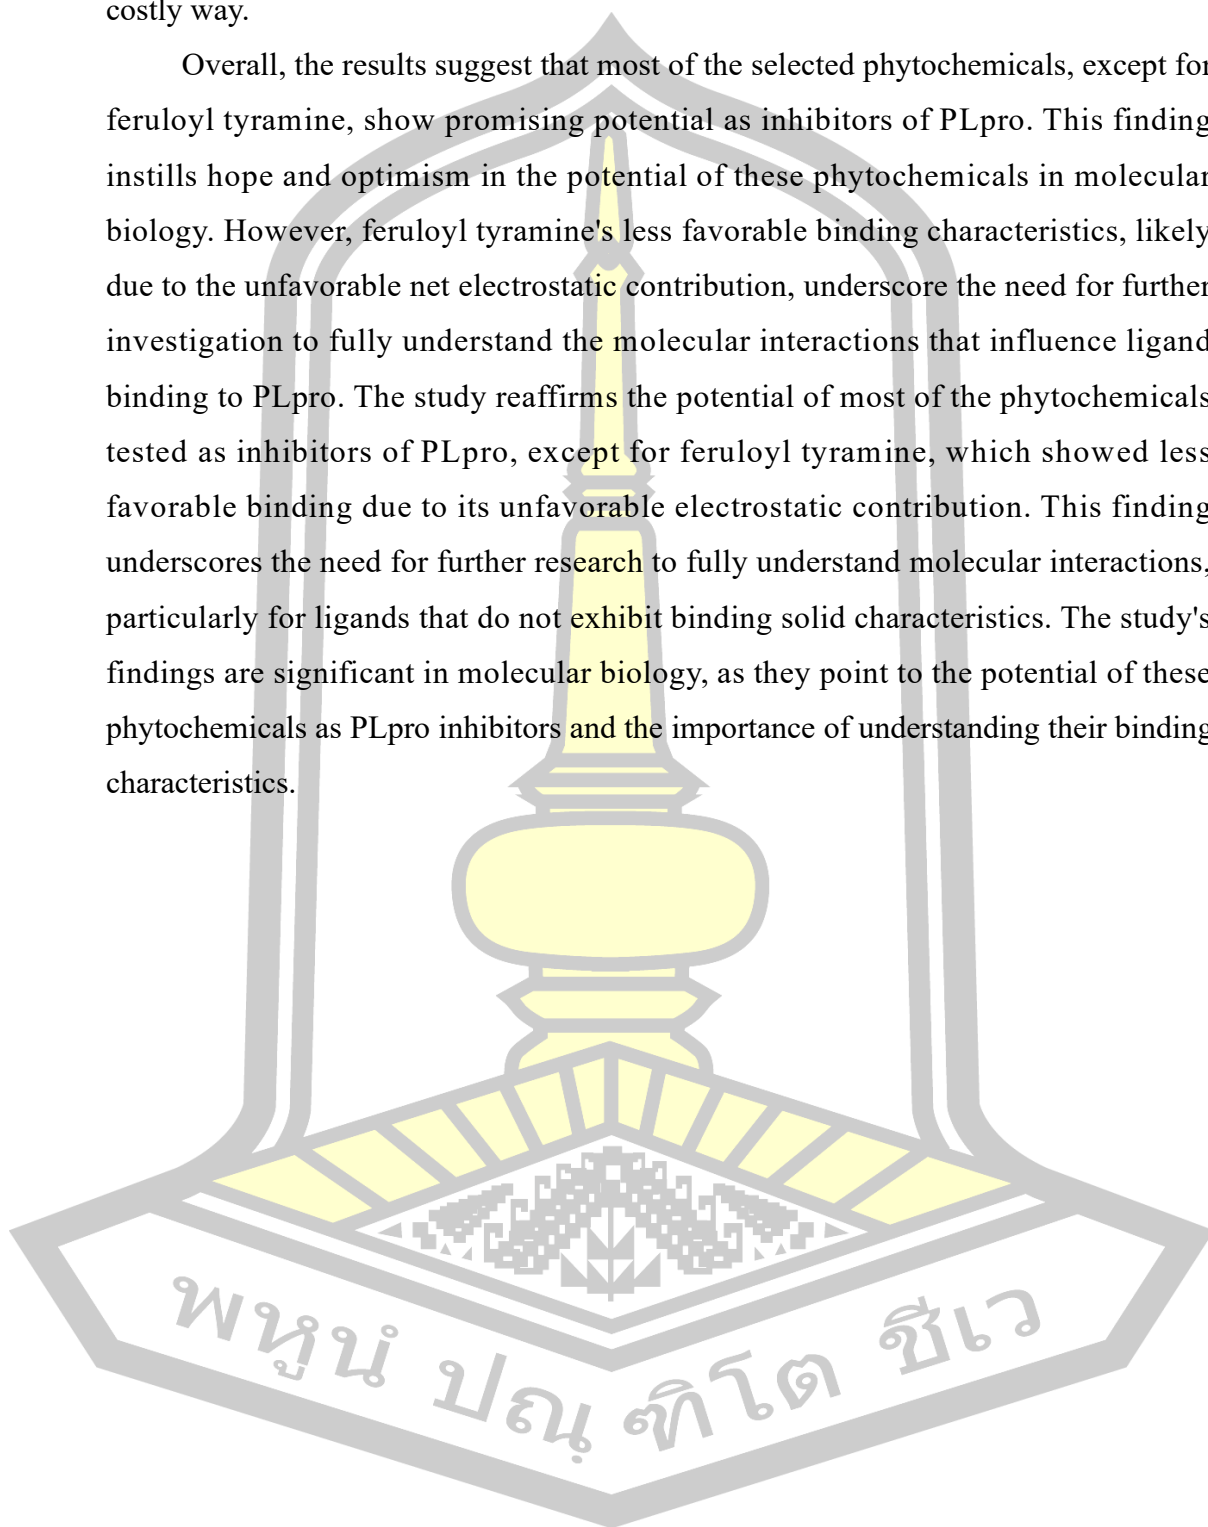 costly way.
Overall, the results suggest that most of the selected phytochemicals, except for
feruloyl tyramine, show promising potential as inhibitors of PLpro. This finding
instills hope and optimism in the potential of these phytochemicals in molecular
biology. However, feruloyl tyramine's less favorable binding characteristics, likely
due to the unfavorable net electrostatic contribution, underscore the need for further
investigation to fully understand the molecular interactions that influence ligand
binding to PLpro. The study reaffirms the potential of most of the phytochemicals
tested as inhibitors of PLpro, except for feruloyl tyramine, which showed less
favorable binding due to its unfavorable electrostatic contribution. This finding
underscores the need for further research to fully understand molecular interactions,
particularly for ligands that do not exhibit binding solid characteristics. The study's
findings are significant in molecular biology, as they point to the potential of these
phytochemicals as PLpro inhibitors and the importance of understanding their binding
characteristics.
พหูนํ ปณฺ ฑิโต ชีเว